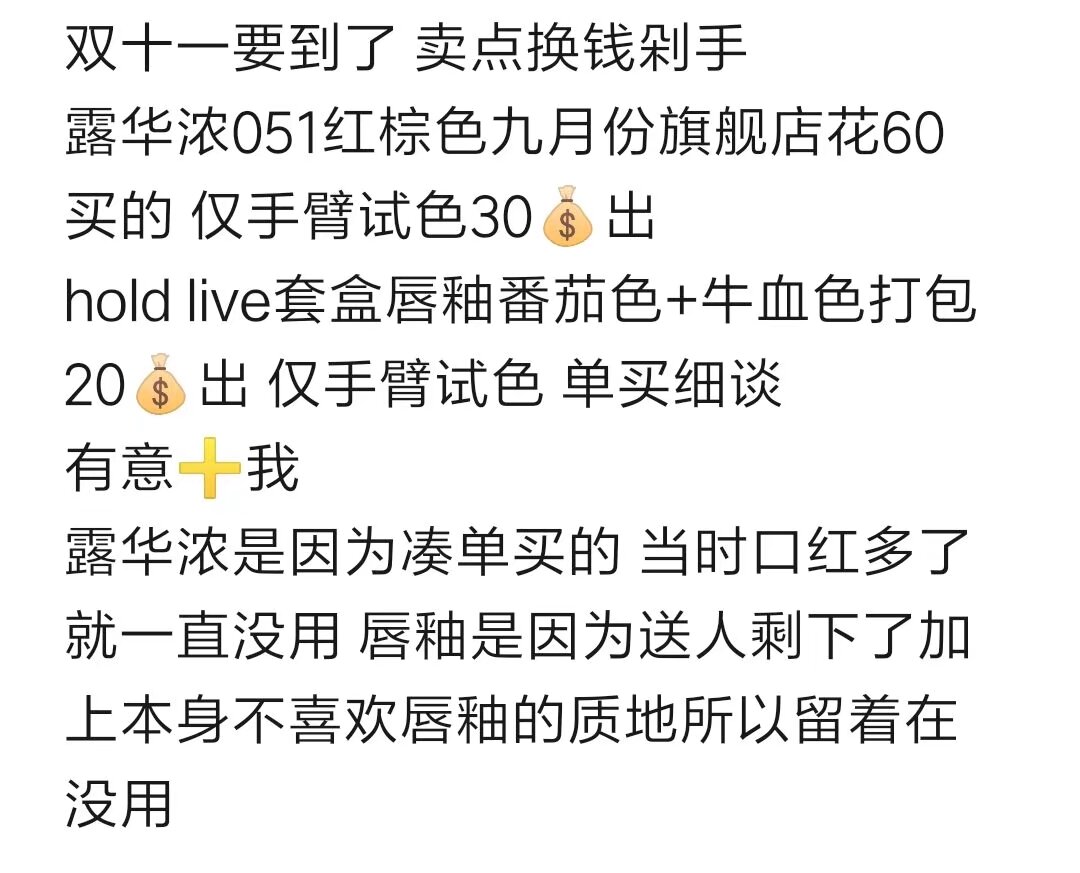 双十一要到了 卖点换钱剁手
露华浓051红棕色九月份旗舰店花60
买的 仅手臂试色30💰出
hold live套盒唇釉番茄色+牛血色打包
20💰出 仅手臂试色 单买细谈
有意➕我
露华浓是因为凑单买的 当时口红多了
就一直没用 唇釉是因为送人剩下了加
上本身不喜欢唇釉的质地所以留着在
没用